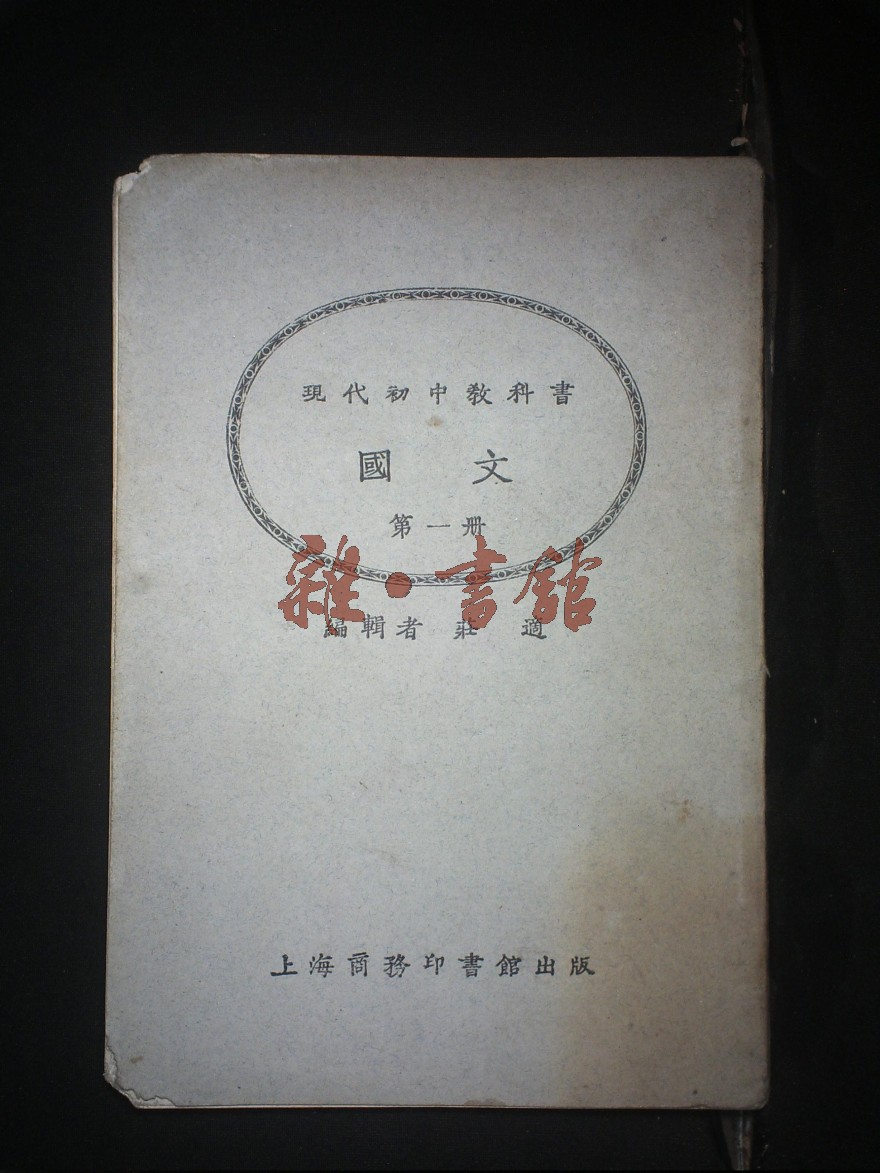 現代初中教科書
國文
第一册
雜·書館
編輯者 莊適
上海商務印書館出版